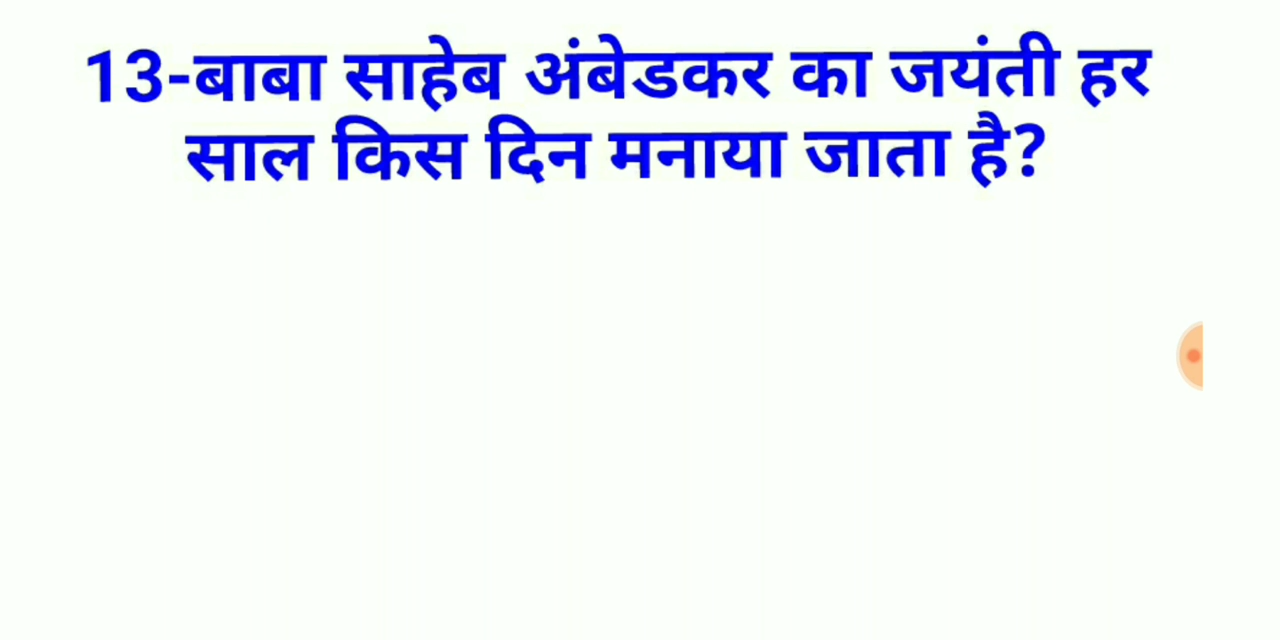 13-बाबा साहेब अंबेडकर का जयंती हर
साल किस दिन मनाया जाता है?